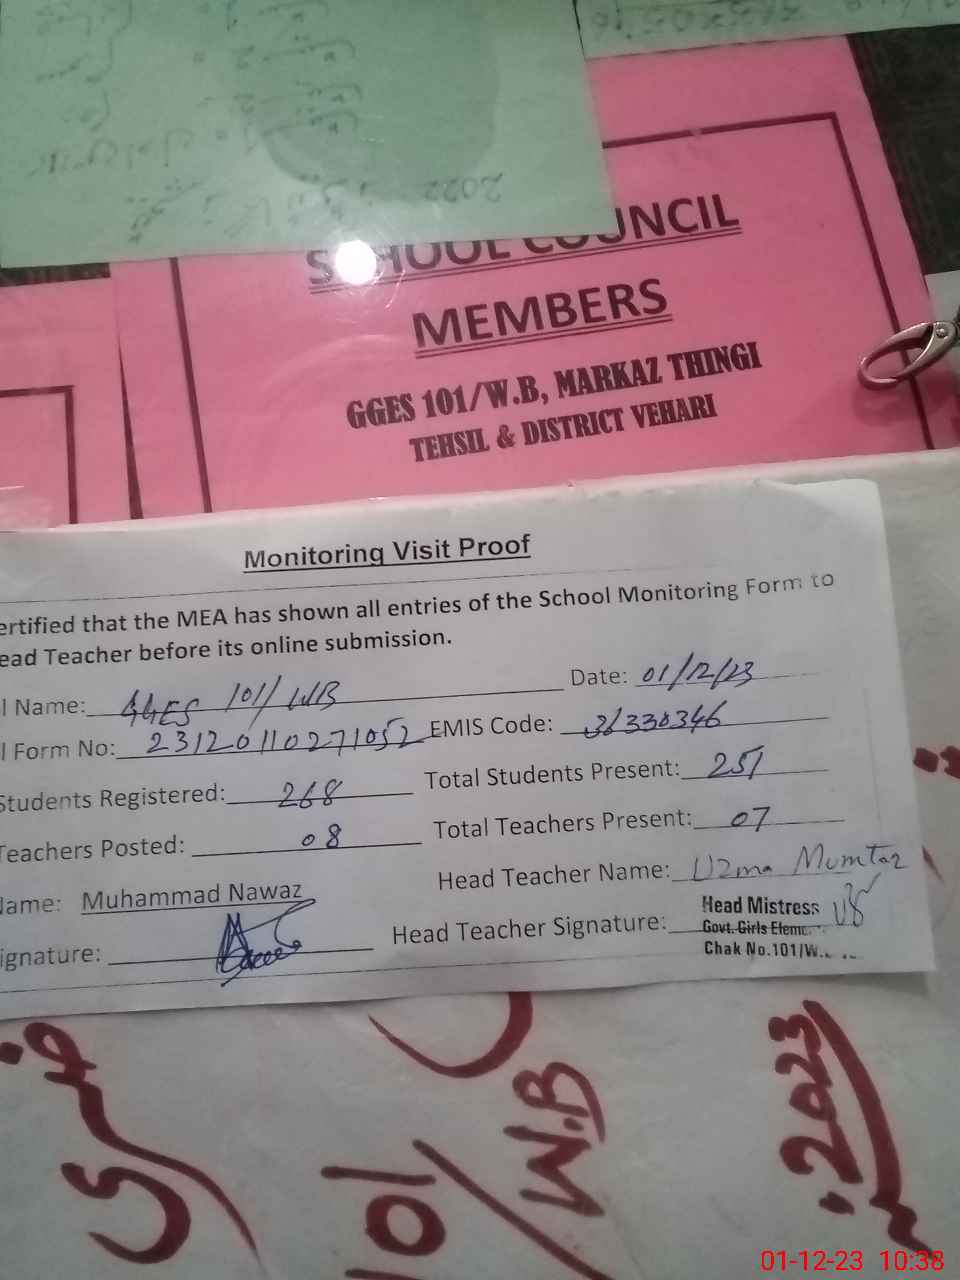 2022
SCHOOL COUNCIL
MEMBERS
GGES 101/W.B, MARKAZ THINGI
TEHSIL & DISTRICT VEHARI
Monitoring Visit Proof
ertified that the MEA has shown all entries of the School Monitoring Form to
ead Teacher before its online submission.
l Name: GGES 101/WB Date: 01/12/23
l Form No: 23120110271052 EMIS Code: 36330346
Students Registered: 268 Total Students Present: 251
Teachers Posted: 08 Total Teachers Present: 07
Name: Muhammad Nawaz Head Teacher Name: Uzma Mumtaz
ignature: Head Teacher Signature:
Head Mistress
Govt. Girls Elem
Chak No.101/W.
101/W.B
2023
01-12-23 10:38